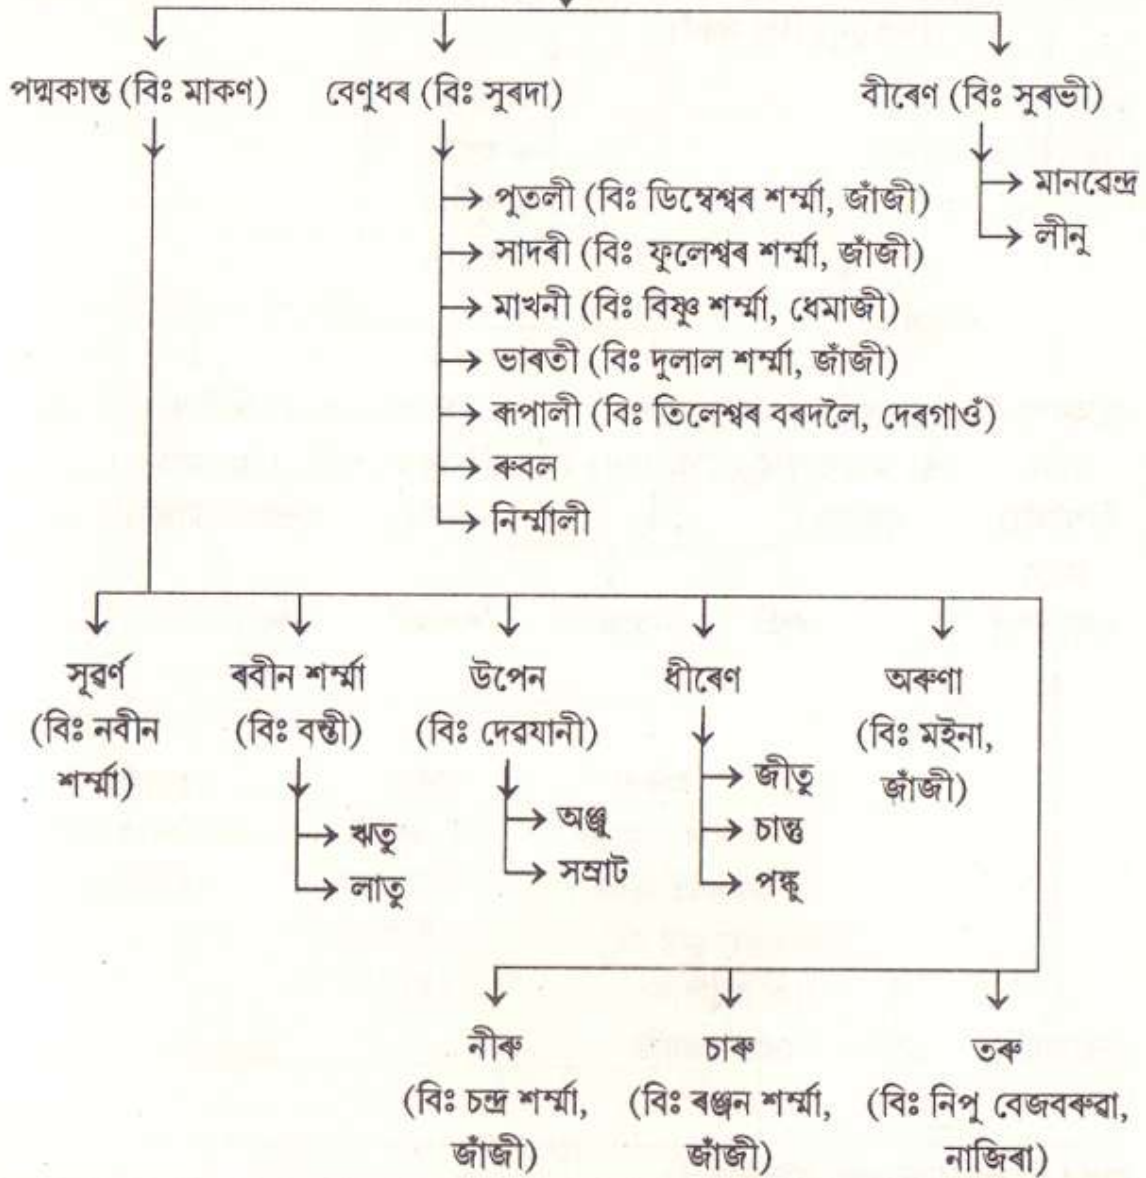 পদ্মকান্ত (বিঃ মাকণ) বেণুধৰ (বিঃ সুৰদা) বীৰেণ (বিঃ সুৰভী)
পুতলী (বিঃ ডিম্বেশ্বৰ শৰ্ম্মা, জাঁজী)
সাদৰী (বিঃ ফুলেশ্বৰ শৰ্ম্মা, জাঁজী)
মাখনী (বিঃ বিষ্ণু শৰ্ম্মা, ধেমাজী)
ভাৰতী (বিঃ দুলাল শৰ্ম্মা, জাঁজী)
ৰূপালী (বিঃ তিলেশ্বৰ বৰদলৈ, দেৰগাওঁ)
ৰুবল
নিৰ্ম্মালী
মানৱেন্দ্ৰ
লীনু
সূৱৰ্ণ ৰবীন শৰ্ম্মা উপেন ধীৰেণ অৰুণা
(বিঃ নবীন (বিঃ বন্তী) (বিঃ দেৱযানী) (বিঃ মইনা,
শৰ্ম্মা) জাঁজী)
ঋতু
লাতু
অঞ্জু
সম্ৰাট
জীতু
চান্তু
পঙ্কু
নীৰু চাৰু তৰু
(বিঃ চন্দ্ৰ শৰ্ম্মা, (বিঃ ৰঞ্জন শৰ্ম্মা, (বিঃ নিপু বেজবৰুৱা,
জাঁজী) জাঁজী) নাজিৰা)